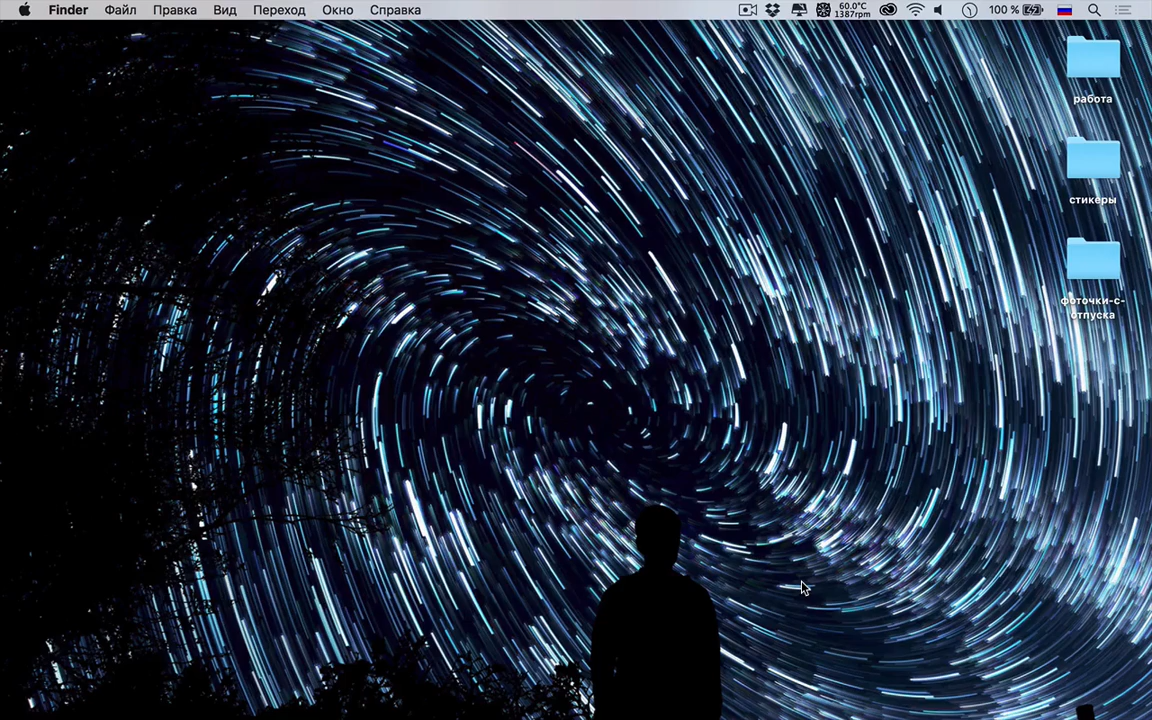 Finder Файл Правка Вид Переход Окно Справка 60.0°C 1387rpm 100 %
работа
стикеры
фоточки-с-
отпуска